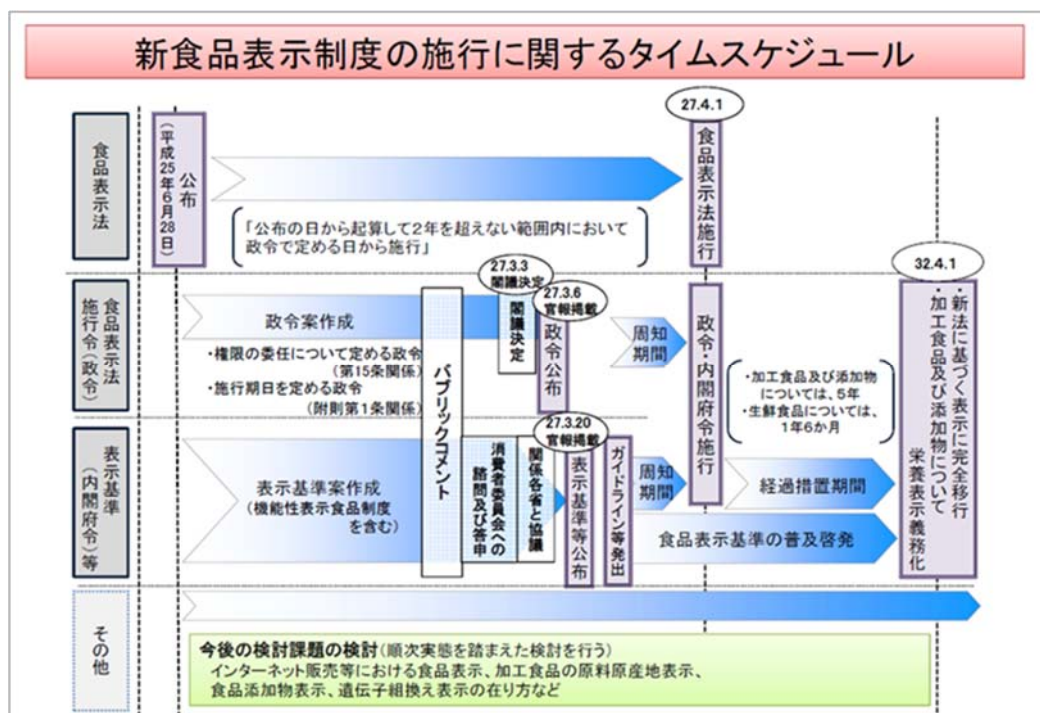 新食品表示制度の施行に関するタイムスケジュール
食品表示法
公布
(平成25年6月28日)
27.4.1
食品表示法施行
「公布の日から起算して2年を超えない範囲内において
政令で定める日から施行」
食品表示法
施行令(政令)
政令案作成
・権限の委任について定める政令
(第15条関係)
・施行期日を定める政令
(附則第1条関係)
パブリックコメント
27.3.3
閣議決定
閣議決定
27.3.6
官報掲載
政令公布
周知
期間
政令・内閣府令施行
・加工食品及び添加物
については、5年
・生鮮食品については、
1年6か月
32.4.1
・新法に基づく表示に完全移行
・加工食品及び添加物について
栄養表示義務化
表示基準
(内閣府令)等
表示基準案作成
(機能性表示食品制度
を含む)
消費者委員会への
諮問及び答申
関係各省と協議
27.3.20
官報掲載
表示基準等公布
ガイドライン等発出
周知
期間
経過措置期間
食品表示基準の普及啓発
その他
今後の検討課題の検討(順次実態を踏まえた検討を行う)
インターネット販売等における食品表示、加工食品の原料原産地表示、
食品添加物表示、遺伝子組換え表示の在り方など